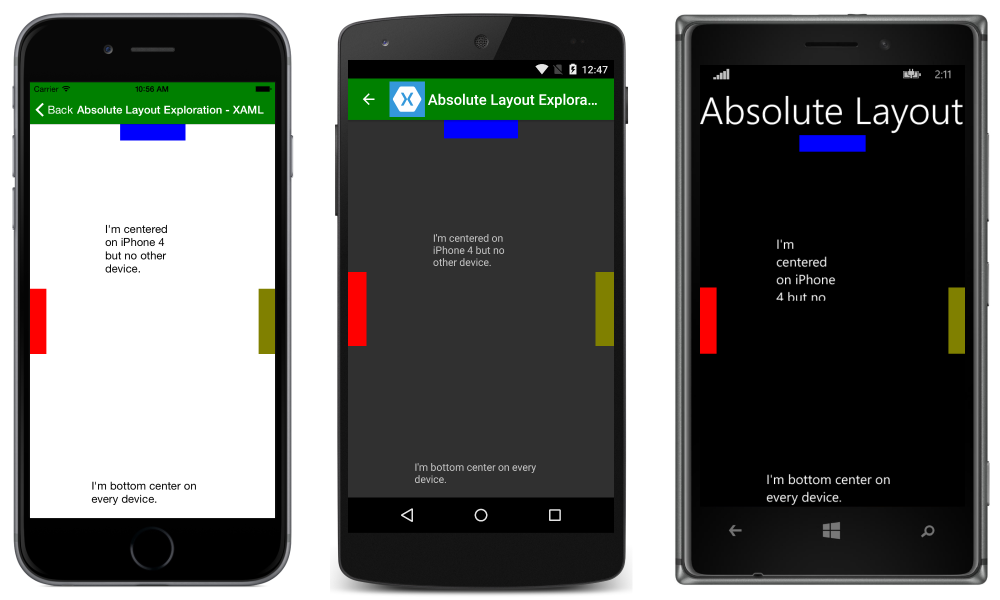 Carrier 10:56 AM
Back Absolute Layout Exploration - XAML
I'm centered
on iPhone 4
but no other
device.
I'm bottom center on
every device.
12:47
Absolute Layout Explora...
I'm centered on
iPhone 4 but no
other device.
I'm bottom center on every
device.
2:11
Absolute Layout
I'm
centered
on iPhone
4 but no
I'm bottom center on
every device.